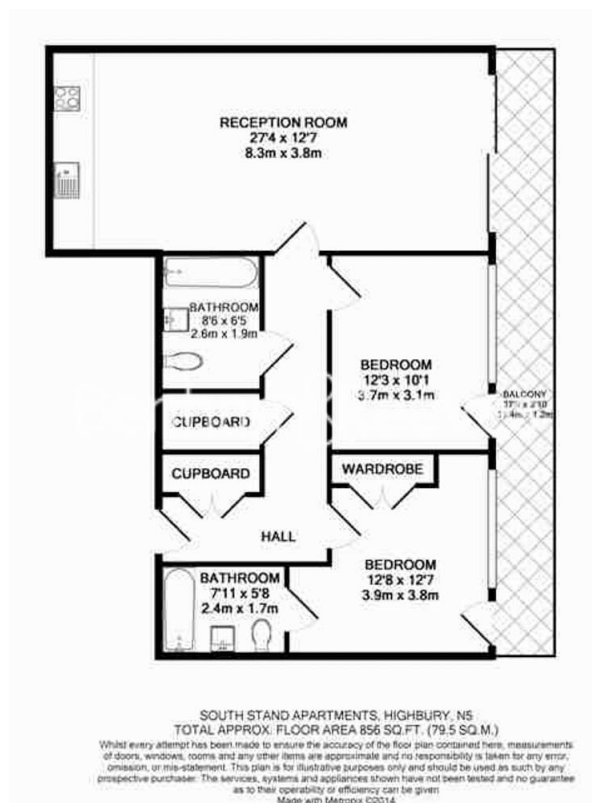 RECEPTION ROOM
27'4 x 12'7
8.3m x 3.8m
BATHROOM
8'6 x 6'5
2.6m x 1.9m
BEDROOM
12'3 x 10'1
3.7m x 3.1m
BALCONY
CUPBOARD
CUPBOARD
WARDROBE
HALL
BEDROOM
12'8 x 12'7
3.9m x 3.8m
BATHROOM
7'11 x 5'8
2.4m x 1.7m
SOUTH STAND APARTMENTS, HIGHBURY, N5
TOTAL APPROX. FLOOR AREA 856 SQ.FT. (79.5 SQ.M.)
Whilst every attempt has been made to ensure the accuracy of the floor plan contained here, measurements
of doors, windows, rooms and any other items are approximate and no responsibility is taken for any error,
omission, or mis-statement. This plan is for illustrative purposes only and should be used as such by any
prospective purchaser. The services, systems and appliances shown have not been tested and no guarantee
as to their operability or efficiency can be given
Made with Metropix ©2014